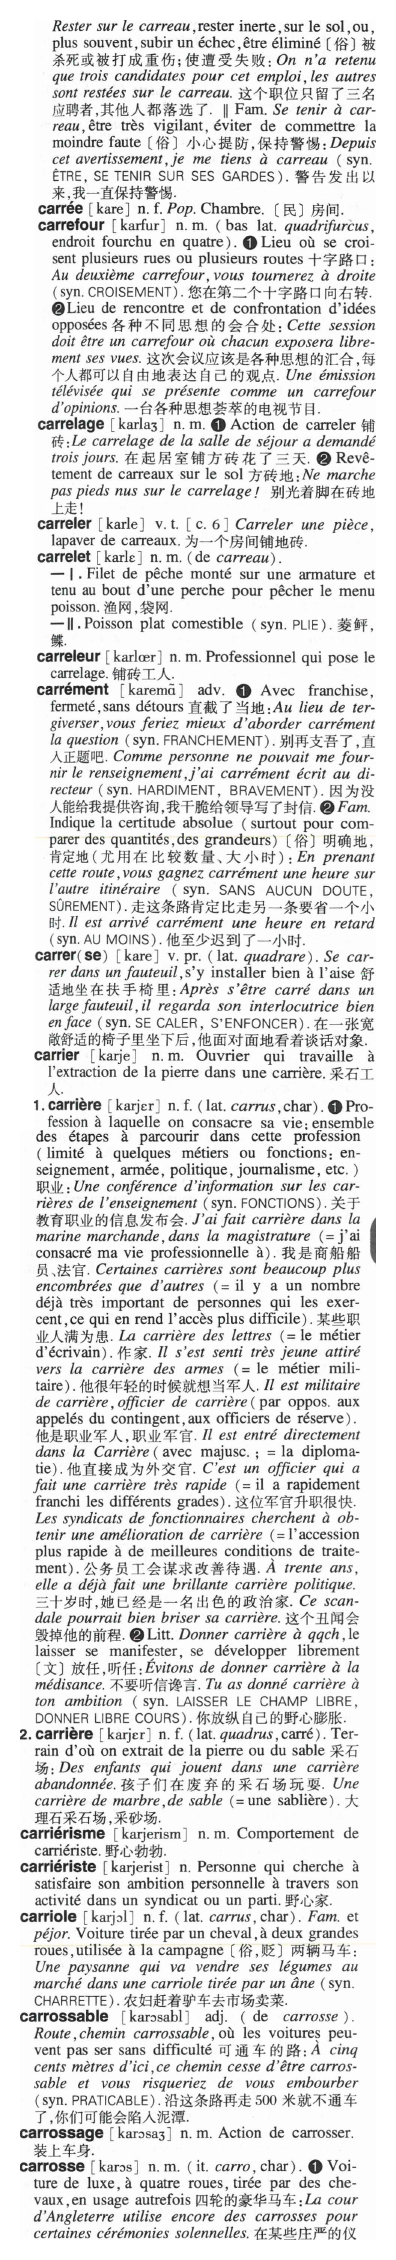 Rester sur le carreau,rester inerte,sur le sol,ou,
plus souvent,subir un échec,être éliminé〔俗〕被
杀死或被打成重伤;使遭受失败:On n'a retenu
que trois candidates pour cet emploi,les autres
sont restées sur le carreau. 这个职位只留了三名
应聘者,其他人都落选了. ‖ Fam. Se tenir à car-
reau,être très vigilant, éviter de commettre la
moindre faute〔俗〕小心提防,保持警惕:Depuis
cet avertissement,je me tiens à carreau (syn.
ÊTRE, SE TENIR SUR SES GARDES). 警告发出以
来,我一直保持警惕.
carrée [kare] n. f. Pop. Chambre.〔民〕房间.
carrefour [karfur] n. m. (bas lat. quadrifurcus,
endroit fourchu en quatre). ❶ Lieu où se croi-
sent plusieurs rues ou plusieurs routes 十字路口:
Au deuxième carrefour,vous tournerez à droite
(syn. CROISEMENT). 您在第二个十字路口向右转.
❷Lieu de rencontre et de confrontation d'idées
opposées 各种不同思想的会合处: Cette session
doit être un carrefour où chacun exposera libre-
ment ses vues. 这次会议应该是各种思想的汇合,每
个人都可以自由地表达自己的观点. Une émission
télévisée qui se présente comme un carrefour
d'opinions. 一台各种思想荟萃的电视节目.
carrelage [karlaʒ] n. m. ❶ Action de carreler 铺
砖:Le carrelage de la salle de séjour a demandé
trois jours. 在起居室铺方砖花了三天. ❷ Revê-
tement de carreaux sur le sol 方砖地:Ne marche
pas pieds nus sur le carrelage! 别光着脚在砖地
上走!
carreler [karle] v. t. [c. 6] Carreler une pièce,
lapaver de carreaux. 为一个房间铺地砖.
carrelet [karlɛ] n. m. (de carreau).
— Ⅰ. Filet de pêche monté sur une armature et
tenu au bout d'une perche pour pêcher le menu
poisson. 渔网,袋网.
— Ⅱ. Poisson plat comestible (syn. PLIE). 菱鲆,
鲽.
carreleur [karlœr] n. m. Professionnel qui pose le
carrelage. 铺砖工人.
carrément [karemɑ̃] adv. ❶ Avec franchise,
fermeté,sans détours 直截了当地:Au lieu de ter-
giverser,vous feriez mieux d'aborder carrément
la question (syn. FRANCHEMENT). 别再支吾了,直
入正题吧. Comme personne ne pouvait me four-
nir le renseignement,j'ai carrément écrit au di-
recteur (syn. HARDIMENT, BRAVEMENT). 因为没
人能给我提供咨询,我干脆给领导写了封信. ❷ Fam.
Indique la certitude absolue (surtout pour com-
parer des quantités,des grandeurs)〔俗〕明确地,
肯定地(尤用在比较数量、大小时): En prenant
cette route,vous gagnez carrément une heure sur
l'autre itinéraire (syn. SANS AUCUN DOUTE,
SÛREMENT). 走这条路肯定比走另一条要省一个小
时. Il est arrivé carrément une heure en retard
(syn. AU MOINS). 他至少迟到了一小时.
carrer(se) [kare] v. pr. (lat. quadrare). Se car-
rer dans un fauteuil,s'y installer bien à l'aise 舒
适地坐在扶手椅里:Après s'être carré dans un
large fauteuil,il regarda son interlocutrice bien
en face (syn. SE CALER, S'ENFONCER). 在一张宽
敞舒适的椅子里坐下后,他面对面地看着谈话对象.
carrier [karje] n. m. Ouvrier qui travaille à
l'extraction de la pierre dans une carrière. 采石工
人.
1. carrière [karjɛr] n. f. (lat. carrus,char). ❶ Pro-
fession à laquelle on consacre sa vie; ensemble
des étapes à parcourir dans cette profession
(limité à quelques métiers ou fonctions: en-
seignement, armée, politique, journalisme, etc.)
职业:Une conférence d'information sur les car-
rières de l'enseignement (syn. FONCTIONS). 关于
教育职业的信息发布会. J'ai fait carrière dans la
marine marchande,dans la magistrature (= j'ai
consacré ma vie professionnelle à). 我是商船船
员、法官. Certaines carrières sont beaucoup plus
encombrées que d'autres (= il y a un nombre
déjà très important de personnes qui les exer-
cent,ce qui en rend l'accès plus difficile). 某些职
业人满为患. La carrière des lettres (= le métier
d'écrivain). 作家. Il s'est senti très jeune attiré
vers la carrière des armes (= le métier mili-
taire). 他很年轻的时候就想当军人. Il est militaire
de carrière, officier de carrière (par oppos. aux
appelés du contingent,aux officiers de réserve).
他是职业军人,职业军官. Il est entré directement
dans la Carrière (avec majusc.; = la diploma-
tie). 他直接成为外交官. C'est un officier qui a
fait une carrière très rapide (= il a rapidement
franchi les différents grades). 这位军官升职很快.
Les syndicats de fonctionnaires cherchent à ob-
tenir une amélioration de carrière (= l'accession
plus rapide à de meilleures conditions de traite-
ment). 公务员工会谋求改善待遇. À trente ans,
elle a déjà fait une brillante carrière politique.
三十岁时,她已经是一名出色的政治家. Ce scan-
dale pourrait bien briser sa carrière. 这个丑闻会
毁掉他的前程. ❷ Litt. Donner carrière à qqch,le
laisser se manifester, se développer librement
〔文〕放任,听任:Évitons de donner carrière à la
médisance. 不要听信谗言. Tu as donné carrière à
ton ambition (syn. LAISSER LE CHAMP LIBRE,
DONNER LIBRE COURS). 你放纵自己的野心膨胀.
2. carrière [karjɛr] n. f. (lat. quadrus,carré). Ter-
rain d'où on extrait de la pierre ou du sable 采石
场: Des enfants qui jouent dans une carrière
abandonnée. 孩子们在废弃的采石场玩耍. Une
carrière de marbre,de sable (= une sablière). 大
理石采石场,采砂场.
carriérisme [karjerism] n. m. Comportement de
carriériste. 野心勃勃.
carriériste [karjerist] n. Personne qui cherche à
satisfaire son ambition personnelle à travers son
activité dans un syndicat ou un parti. 野心家.
carriole [karjɔl] n. f. (lat. carrus, char). Fam. et
péjor. Voiture tirée par un cheval,à deux grandes
roues,utilisée à la campagne〔俗,贬〕两辆马车:
Une paysanne qui va vendre ses légumes au
marché dans une carriole tirée par un âne (syn.
CHARRETTE). 农妇赶着驴车去市场卖菜.
carrossable [karɔsabl] adj. (de carrosse).
Route,chemin carrossable, où les voitures peu-
vent pas ser sans difficulté 可通车的路: À cinq
cents mètres d'ici,ce chemin cesse d'être carros-
sable et vous risqueriez de vous embourber
(syn. PRATICABLE). 沿这条路再走 500 米就不通车
了,你们可能会陷入泥潭.
carrossage [karɔsaʒ] n. m. Action de carrosser.
装上车身.
carrosse [karɔs] n. m. (it. carro, char). ❶ Voi-
ture de luxe, à quatre roues, tirée par des che-
vaux,en usage autrefois 四轮的豪华马车:La cour
d'Angleterre utilise encore des carrosses pour
certaines cérémonies solennelles. 在某些庄严的仪